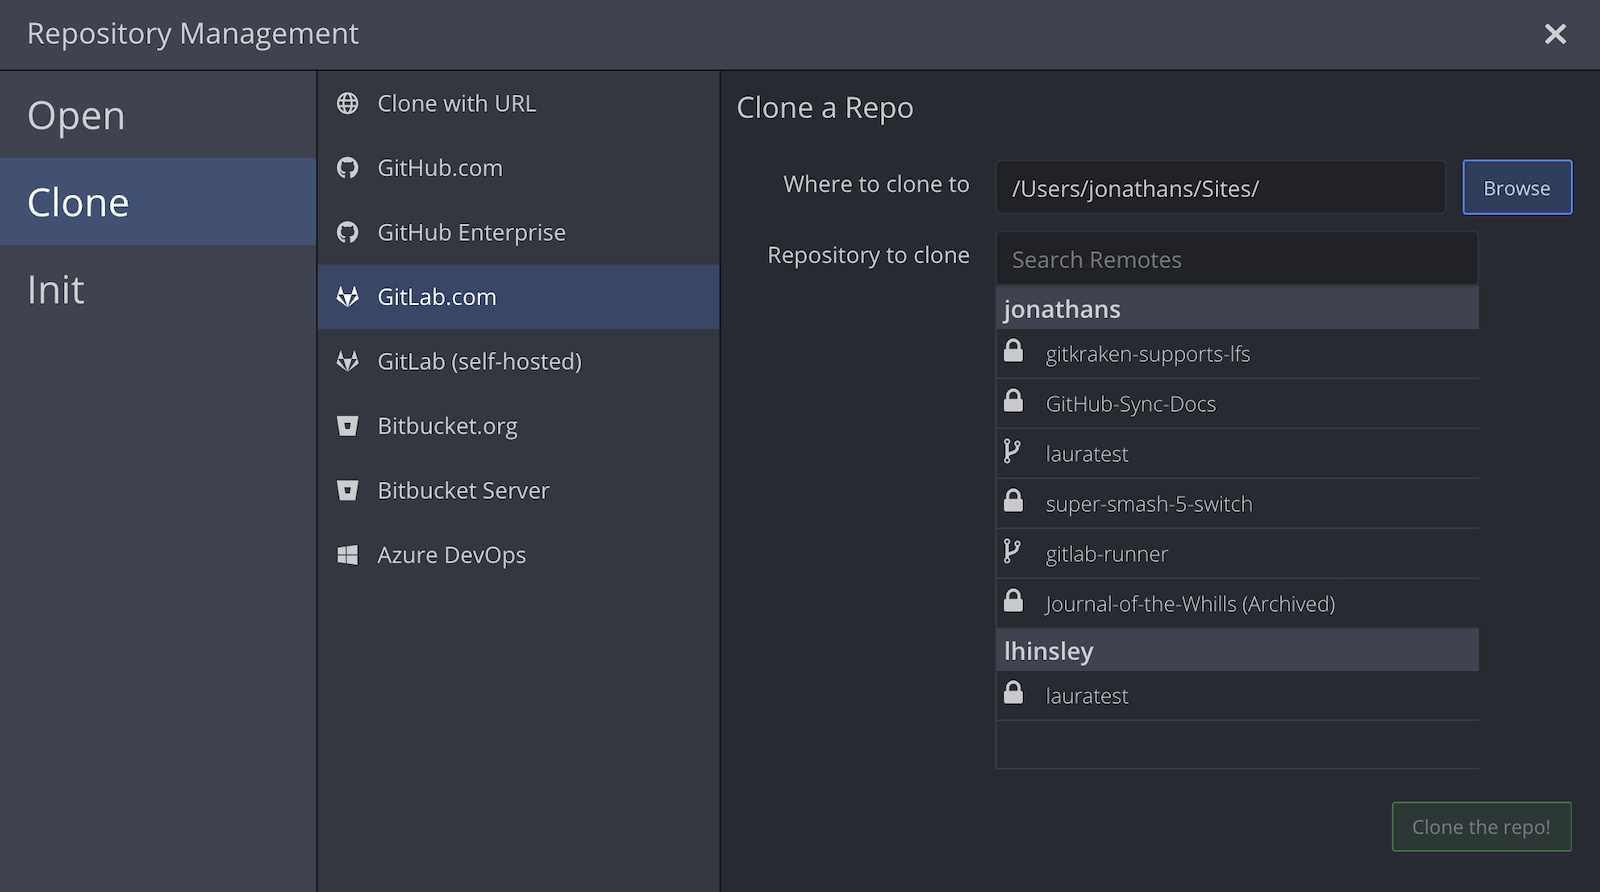 Repository Management
Open
Clone
Init
Clone with URL
GitHub.com
GitHub Enterprise
GitLab.com
GitLab (self-hosted)
Bitbucket.org
Bitbucket Server
Azure DevOps
Clone a Repo
Where to clone to
/Users/jonathans/Sites/
Browse
Repository to clone
Search Remotes
jonathans
gitkraken-supports-lfs
GitHub-Sync-Docs
lauratest
super-smash-5-switch
gitlab-runner
Journal-of-the-Whills (Archived)
lhinsley
lauratest
Clone the repo!